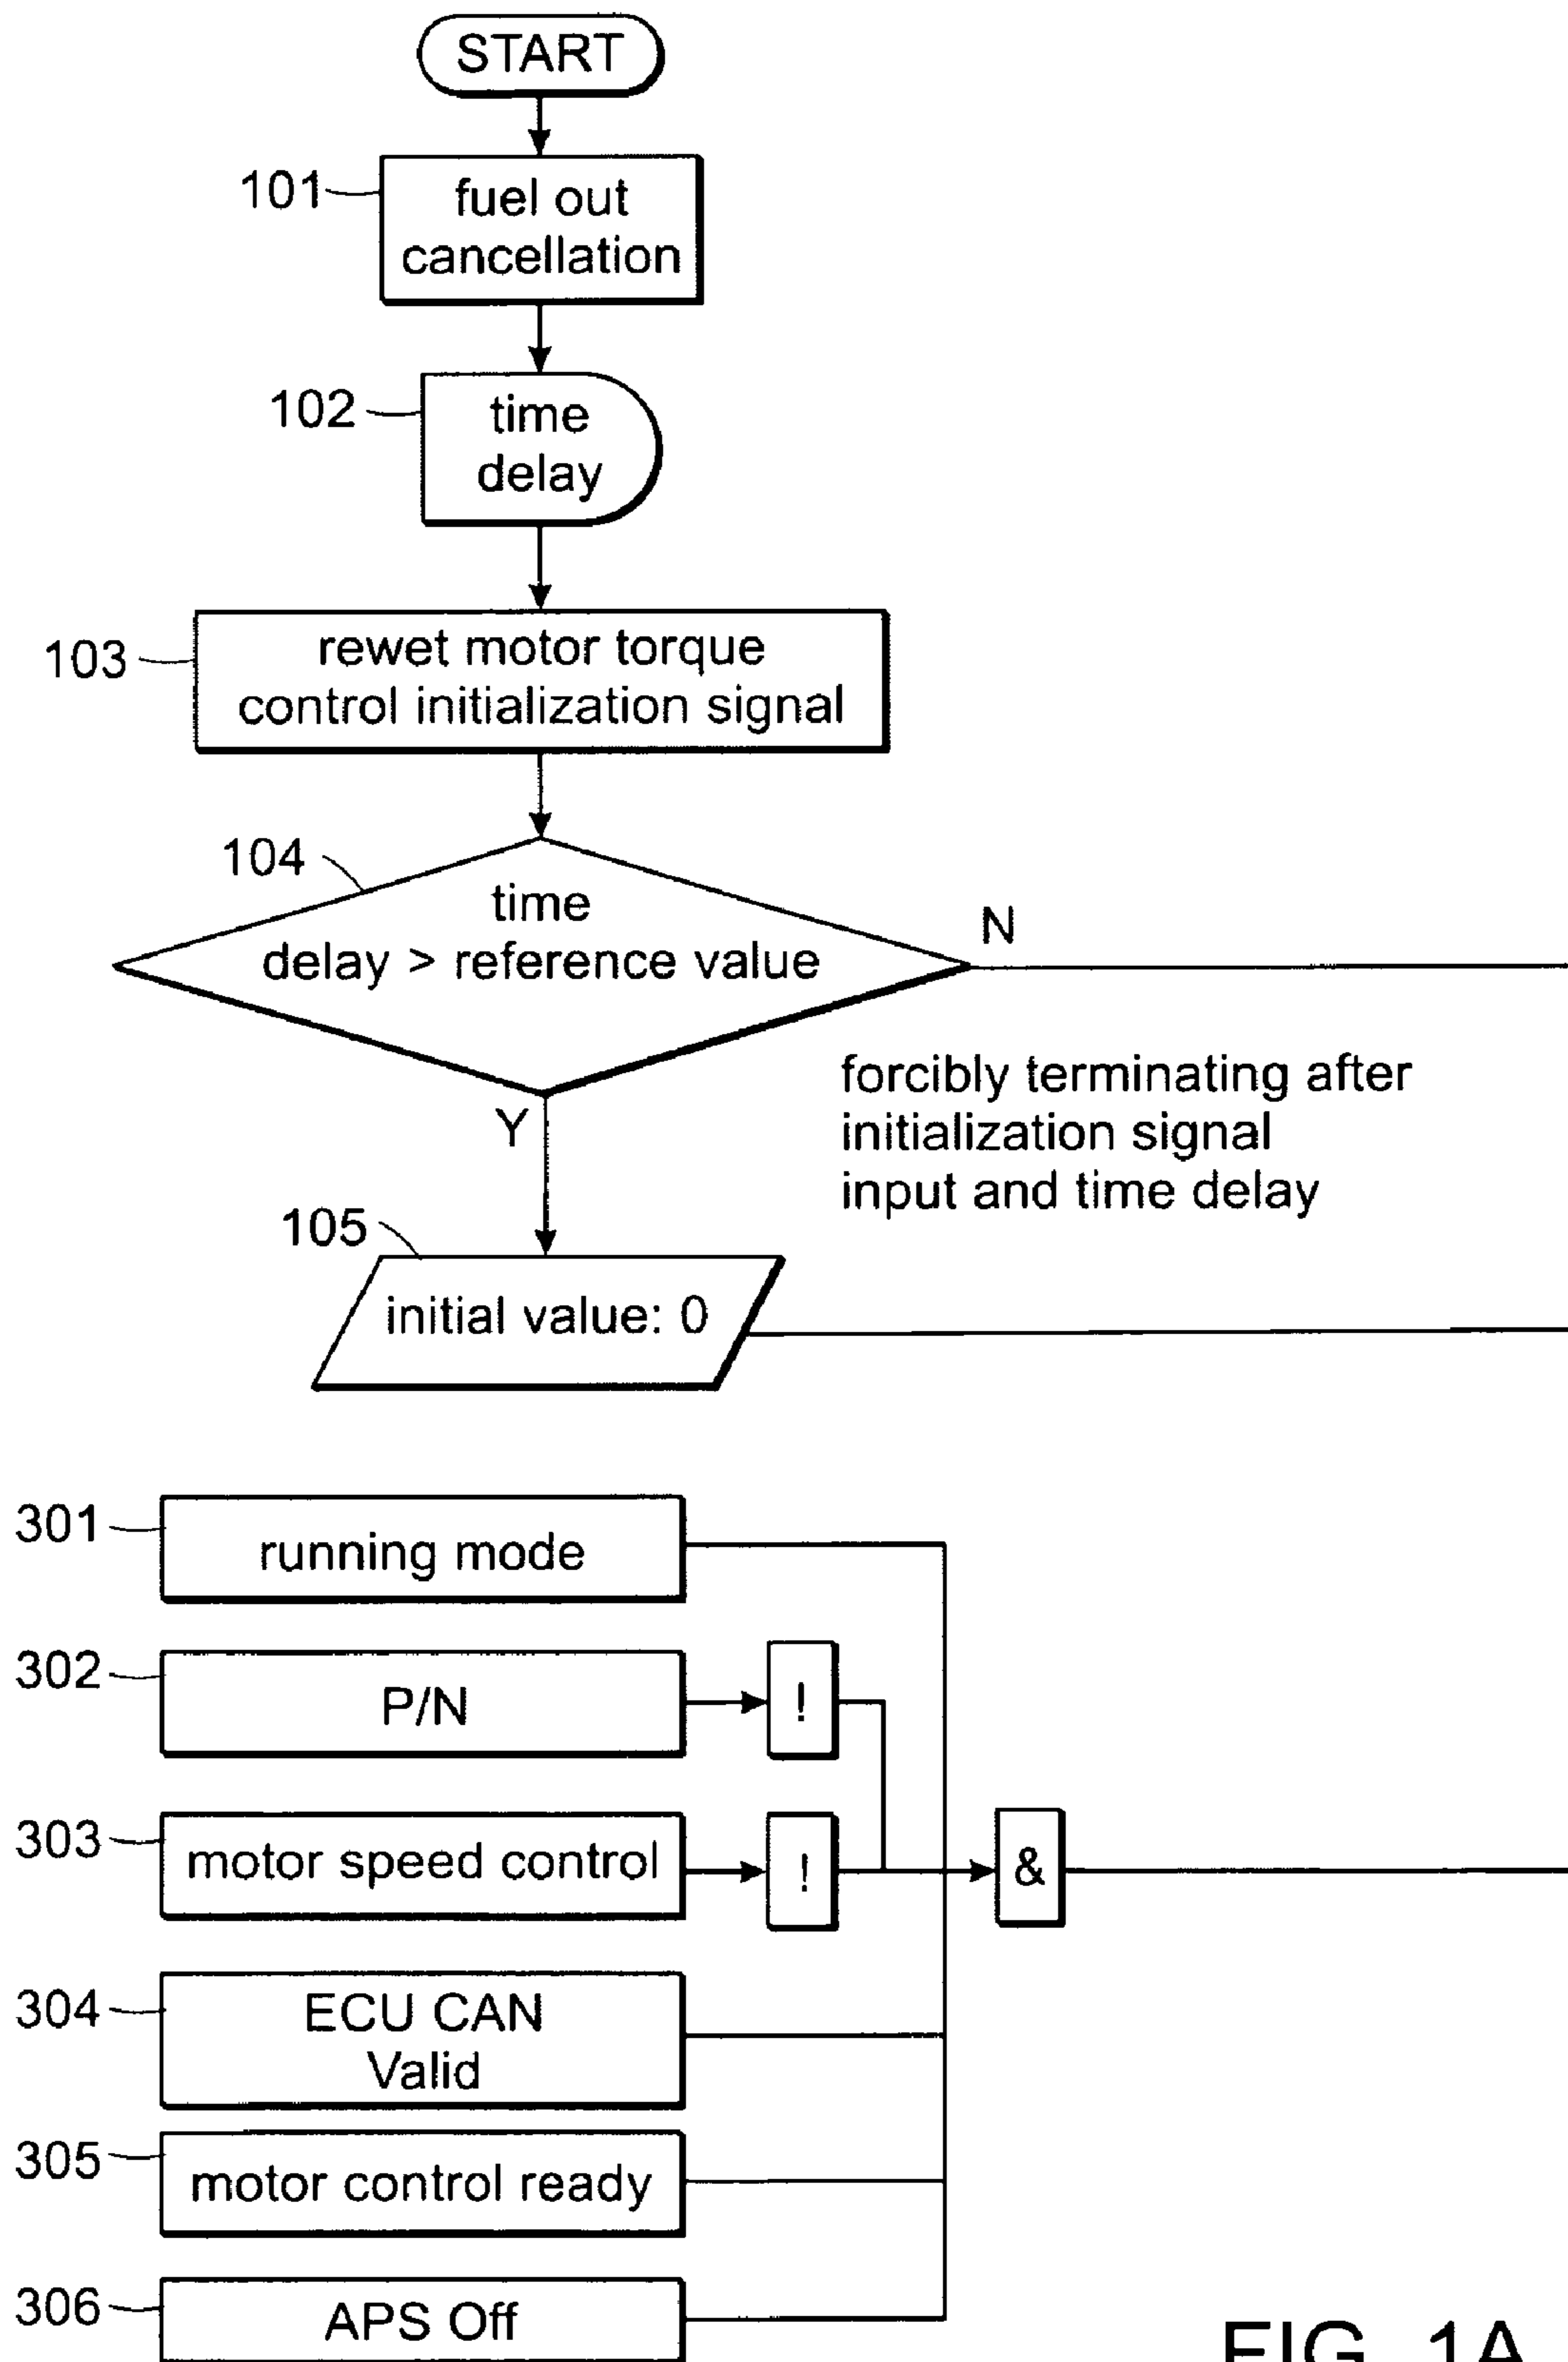 START
101
fuel out
cancellation
102
time
delay
103
rewet motor torque
control initialization signal
104
time
delay > reference value
N
Y
forcibly terminating after
initialization signal
input and time delay
105
initial value: 0
301
running mode
302
P/N
!
303
motor speed control
!
&
304
ECU CAN
Valid
305
motor control ready
306
APS Off
FIG. 1A